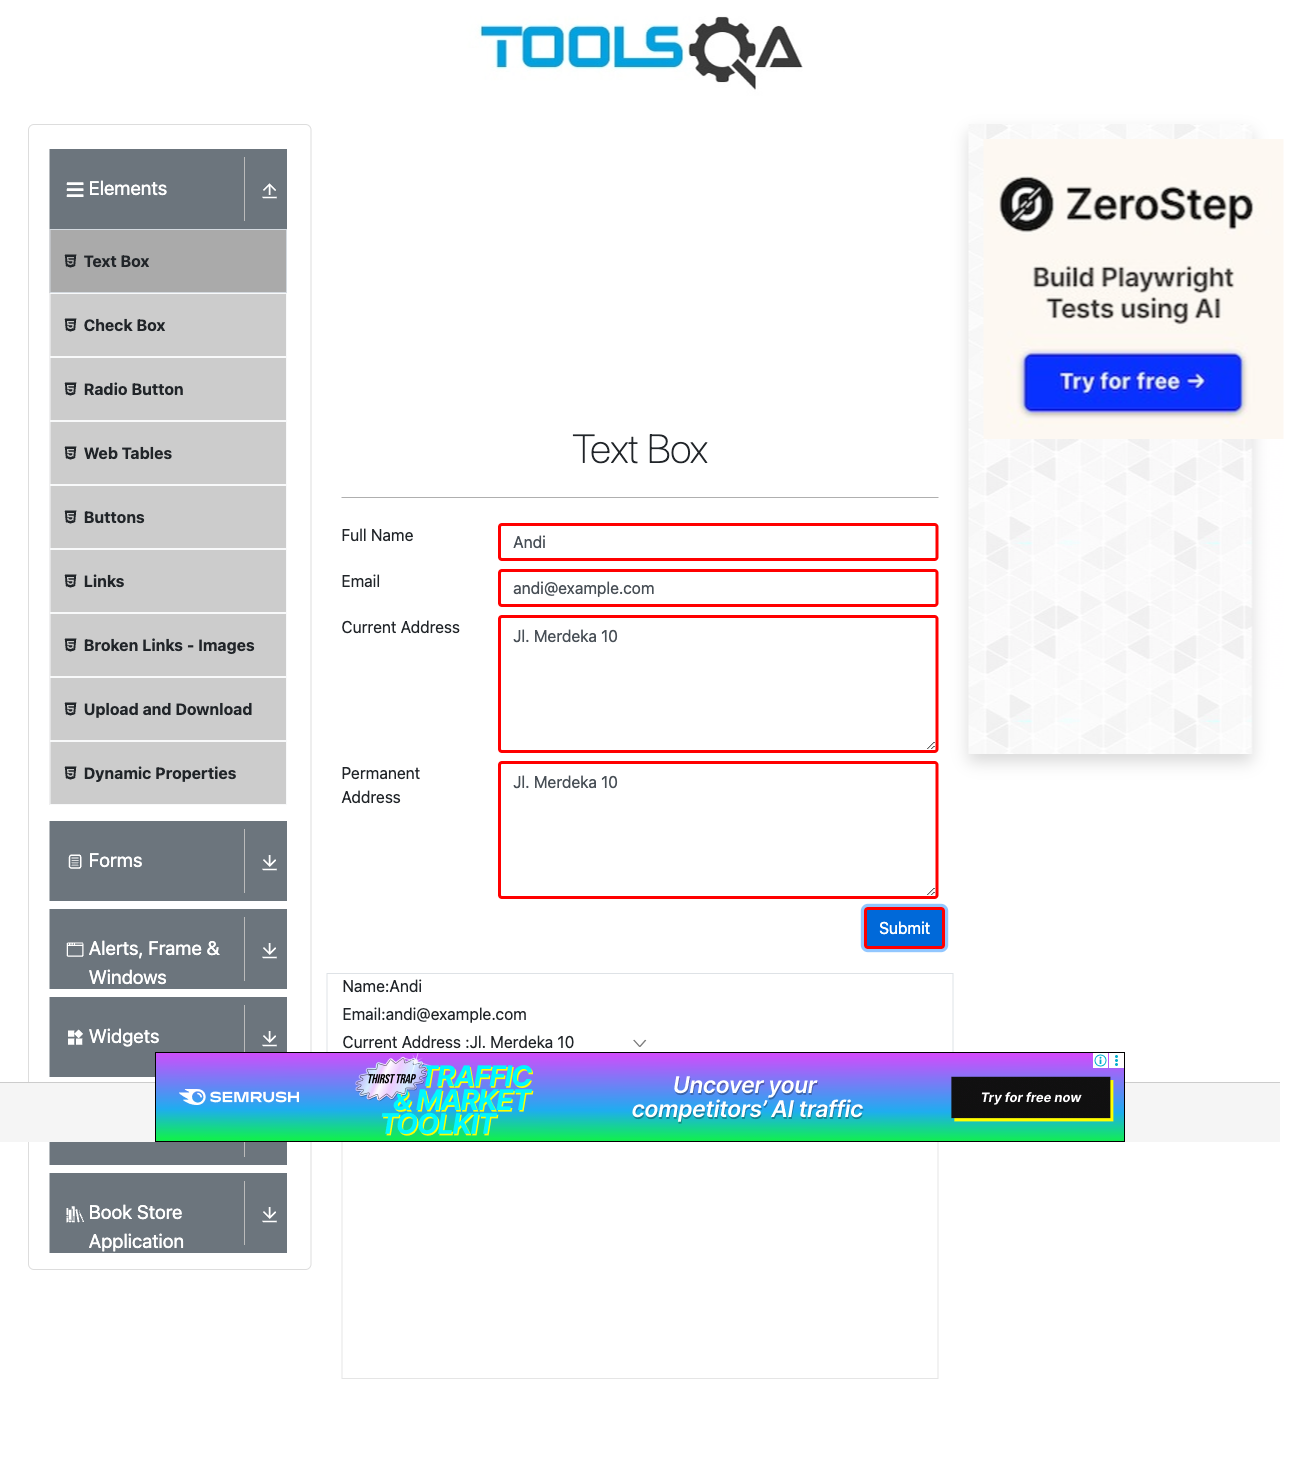 TOOLSQA
Elements
Text Box
Check Box
Radio Button
Web Tables
Buttons
Links
Broken Links - Images
Upload and Download
Dynamic Properties
Forms
Alerts, Frame &
Windows
Widgets
Book Store
Application
Text Box
Full Name
Andi
Email
andi@example.com
Current Address
Jl. Merdeka 10
Permanent
Address
Jl. Merdeka 10
Submit
Name:Andi
Email:andi@example.com
Current Address :Jl. Merdeka 10
ZeroStep
Build Playwright
Tests using AI
Try for free →
SEMRUSH
THIRST TRAP
TRAFFIC
& MARKET
TOOLKIT
Uncover your
competitors' AI traffic
Try for free now